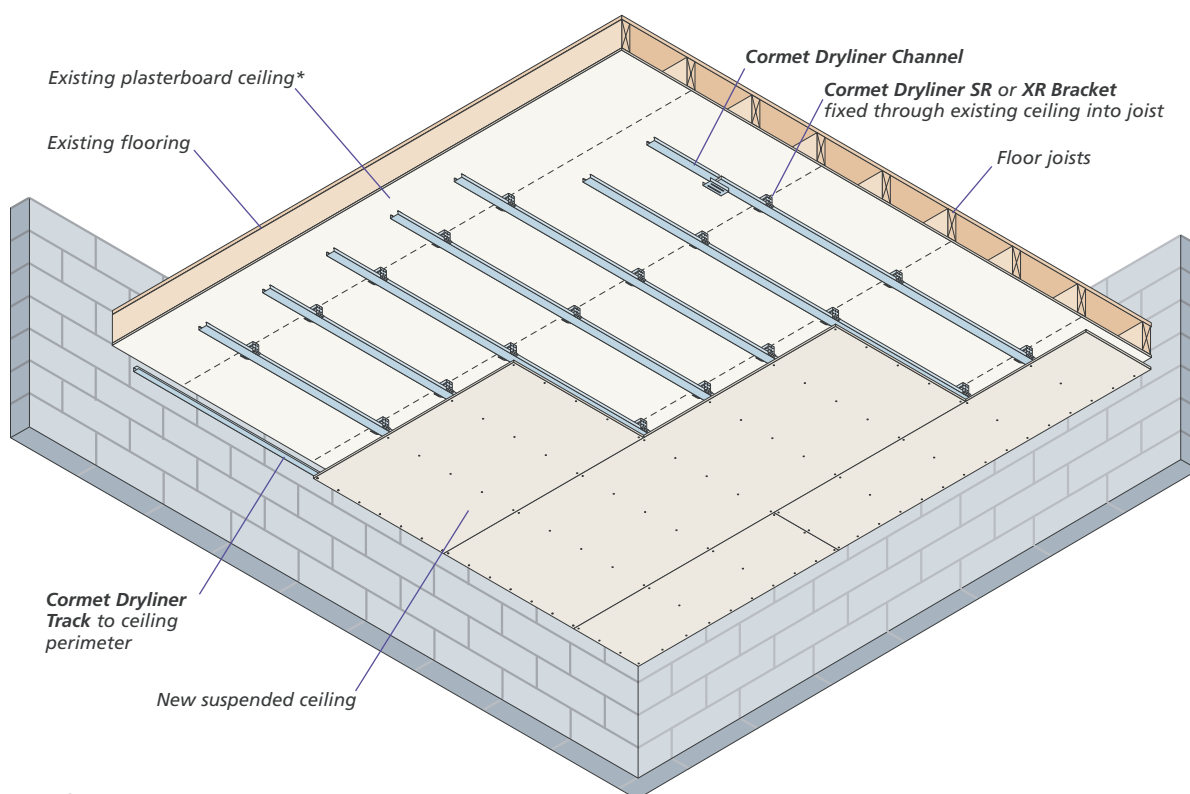 Cormet Dryliner Channel
Existing plasterboard ceiling*
Cormet Dryliner SR or XR Bracket
fixed through existing ceiling into joist
Existing flooring
Floor joists
Cormet Dryliner
Track to ceiling
perimeter
New suspended ceiling